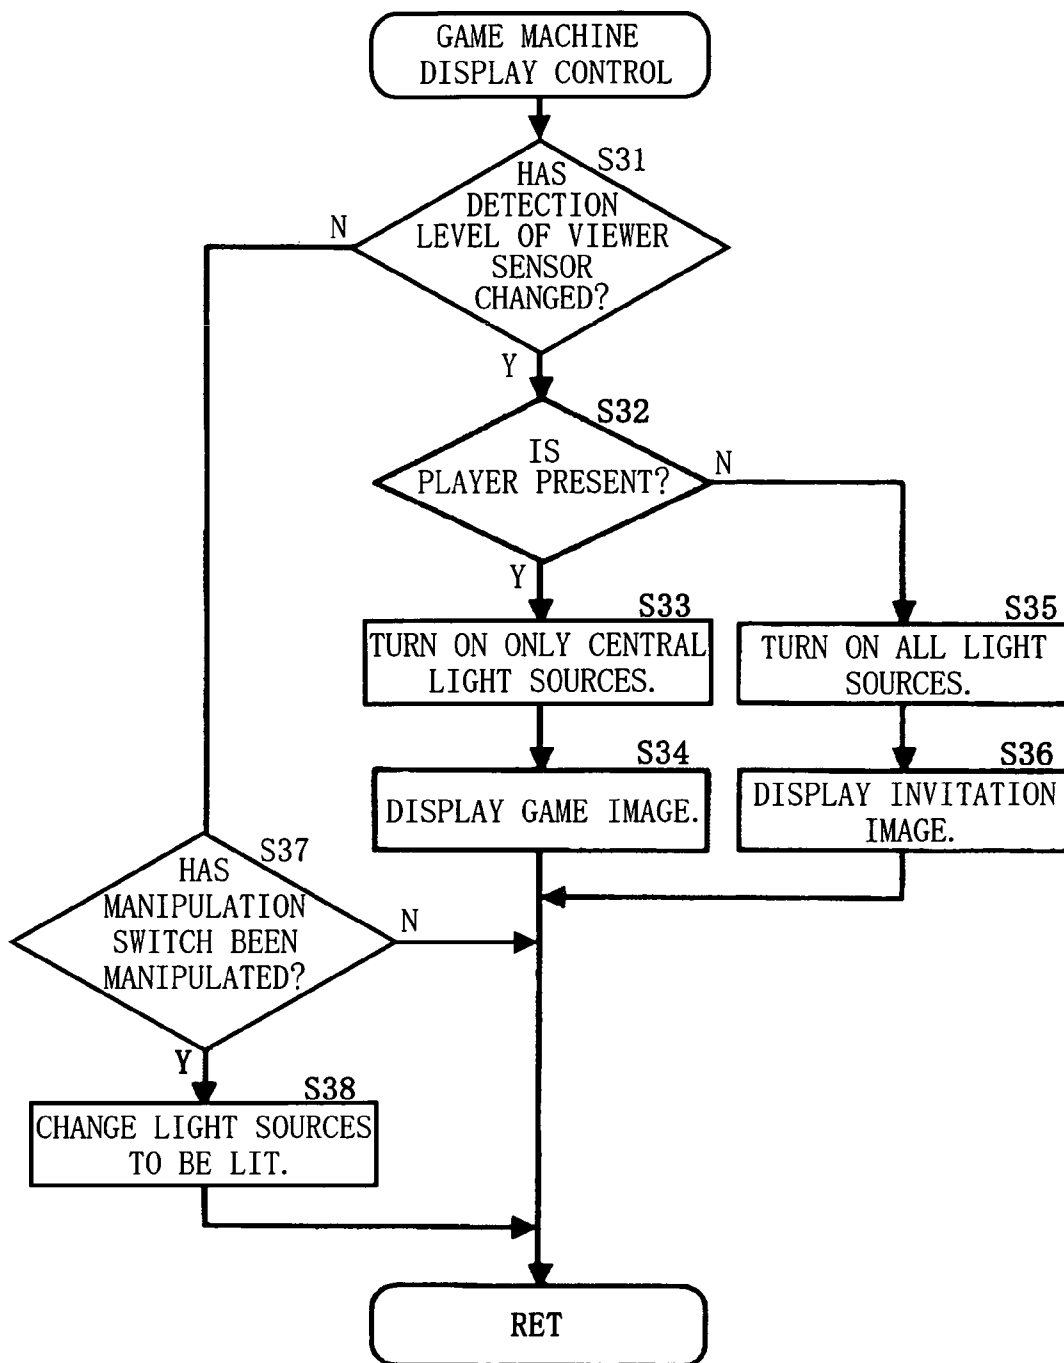 GAME MACHINE
DISPLAY CONTROL
S31
HAS
DETECTION
LEVEL OF VIEWER
SENSOR
CHANGED?
N
Y
S32
IS
PLAYER PRESENT?
N
Y
S33
TURN ON ONLY CENTRAL
LIGHT SOURCES.
S35
TURN ON ALL LIGHT
SOURCES.
S34
DISPLAY GAME IMAGE.
S36
DISPLAY INVITATION
IMAGE.
S37
HAS
MANIPULATION
SWITCH BEEN
MANIPULATED?
N
Y
S38
CHANGE LIGHT SOURCES
TO BE LIT.
RET